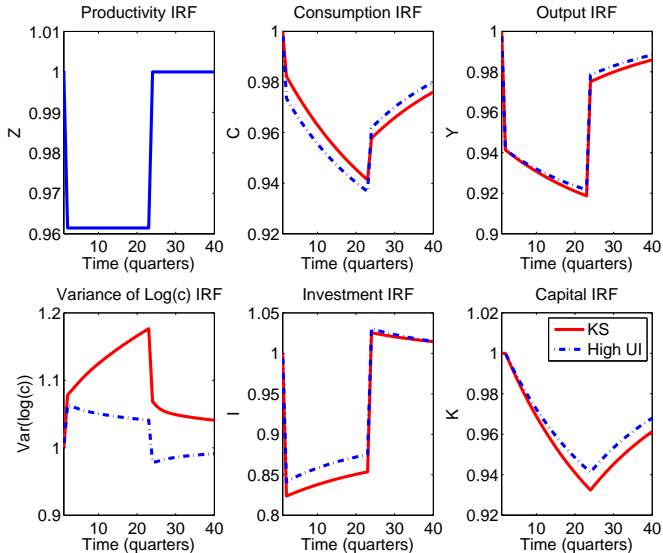 Productivity IRF
1.01
1
0.99
0.98
0.97
0.96
Z
10 20 30 40
Time (quarters)
Consumption IRF
0.98
0.96
0.94
0.92
C
10 20 30 40
Time (quarters)
Output IRF
0.98
0.96
0.94
0.92
0.9
Y
10 20 30 40
Time (quarters)
Variance of Log(c) IRF
1.2
1.1
1
0.9
Var(log(c))
10 20 30 40
Time (quarters)
Investment IRF
1.05
1
0.95
0.9
0.85
0.8
I
10 20 30 40
Time (quarters)
Capital IRF
1.02
1
0.98
0.96
0.94
0.92
K
KS
High UI
10 20 30 40
Time (quarters)